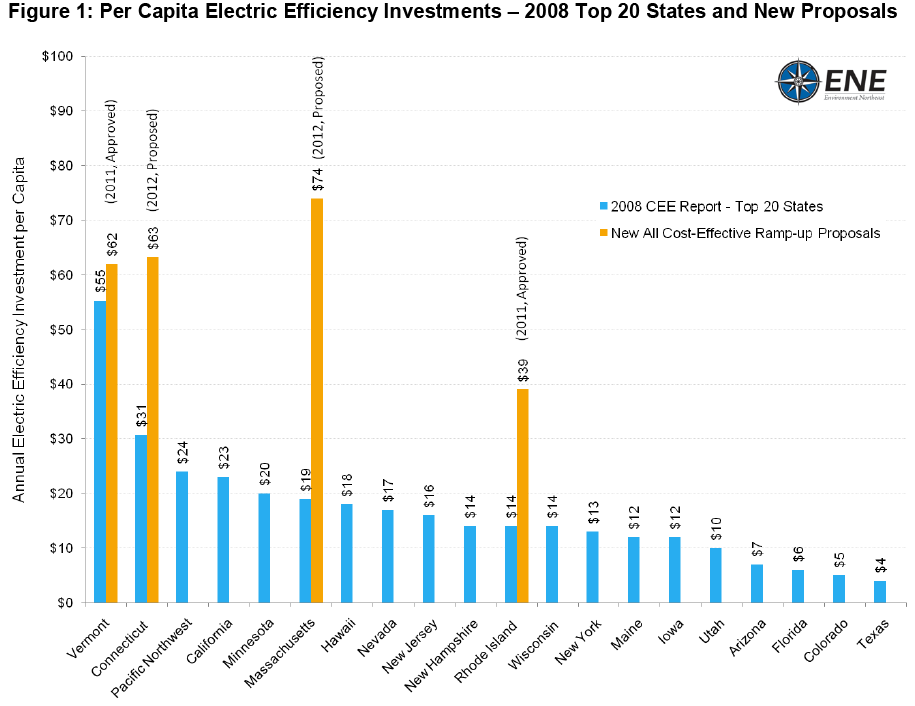 Figure 1: Per Capita Electric Efficiency Investments – 2008 Top 20 States and New Proposals
ENE
Environment Northeast
Annual Electric Efficiency Investment per Capita
$100
$90
$80
$70
$60
$50
$40
$30
$20
$10
$0
2008 CEE Report - Top 20 States
New All Cost-Effective Ramp-up Proposals
$55
$62 (2011, Approved)
$31
$63 (2012, Proposed)
$24
$23
$20
$19
$74 (2012, Proposed)
$18
$17
$16
$14
$14
$39 (2011, Approved)
$14
$13
$12
$12
$10
$7
$6
$5
$4
Vermont
Connecticut
Pacific Northwest
California
Minnesota
Massachusetts
Hawaii
Nevada
New Jersey
New Hampshire
Rhode Island
Wisconsin
New York
Maine
Iowa
Utah
Arizona
Florida
Colorado
Texas